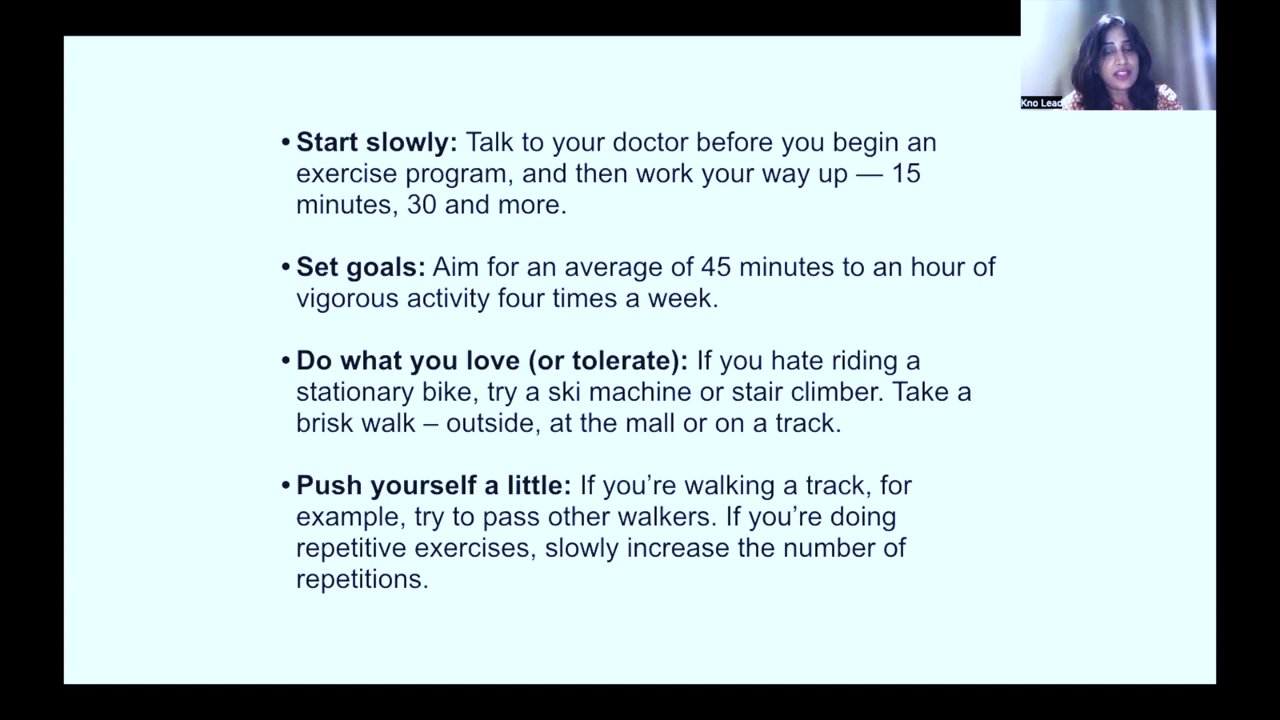 Kno Lead
• Start slowly: Talk to your doctor before you begin an
exercise program, and then work your way up — 15
minutes, 30 and more.
• Set goals: Aim for an average of 45 minutes to an hour of
vigorous activity four times a week.
• Do what you love (or tolerate): If you hate riding a
stationary bike, try a ski machine or stair climber. Take a
brisk walk – outside, at the mall or on a track.
• Push yourself a little: If you’re walking a track, for
example, try to pass other walkers. If you’re doing
repetitive exercises, slowly increase the number of
repetitions.